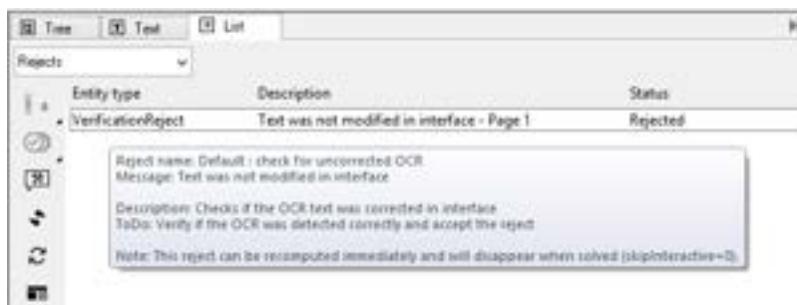 Tree Text List
Rejects
Entity type Description Status
VerificationReject Text was not modified in interface - Page 1 Rejected
Reject name: Default : check for uncorrected OCR
Message: Text was not modified in interface
Description: Checks if the OCR text was corrected in interface
ToDo: Verify if the OCR was detected correctly and accept the reject
Note: This reject can be recomputed immediately and will disappear when solved (skipInteractive=0).